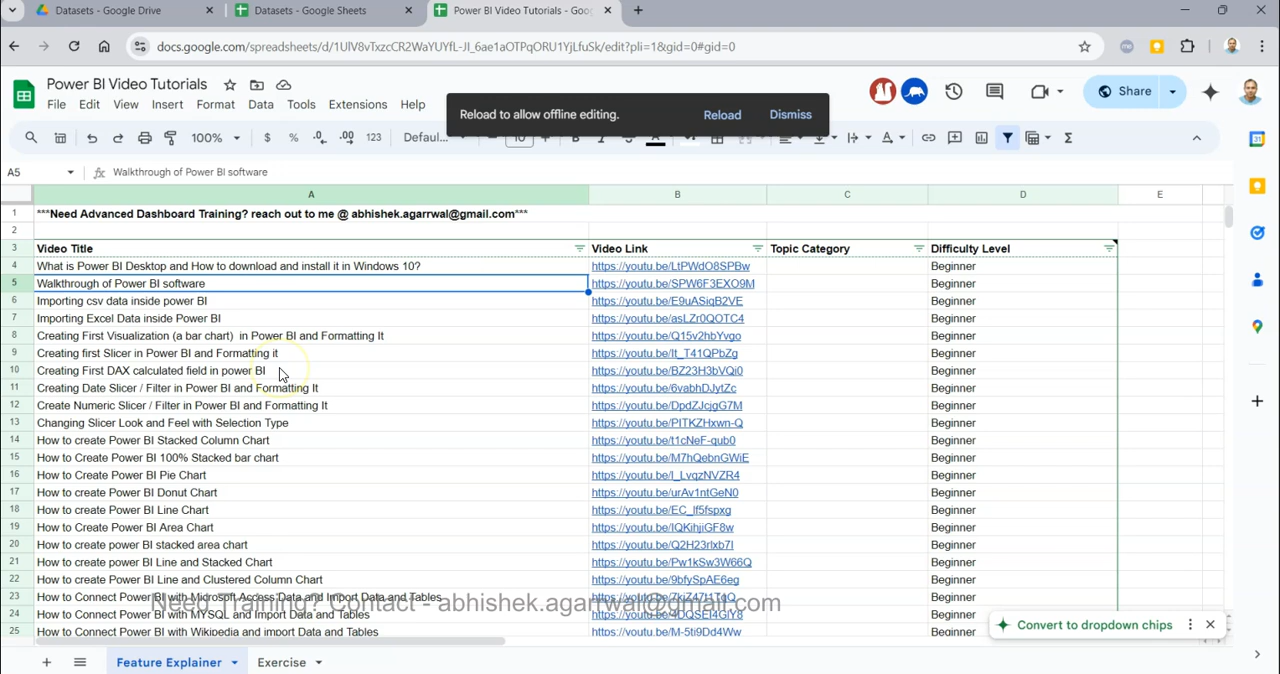 Datasets - Google Drive
Datasets - Google Sheets
Power BI Video Tutorials - Goo
docs.google.com/spreadsheets/d/1UlV8vTxzcCR2WaYUYfL-JI_6ae1aOTPqORU1YjLfuSk/edit?pli=1&gid=0#gid=0
Power BI Video Tutorials
File Edit View Insert Format Data Tools Extensions Help
Share
Reload to allow offline editing. Reload Dismiss
100% $ % .0 .00 123 Defaul... 10
A5 fx Walkthrough of Power BI software
A B C D E
1 ***Need Advanced Dashboard Training? reach out to me @ abhishek.agarrwal@gmail.com***
2
3 Video Title Video Link Topic Category Difficulty Level
4 What is Power BI Desktop and How to download and install it in Windows 10? https://youtu.be/LtPWdO8SPBw Beginner
5 Walkthrough of Power BI software https://youtu.be/SPW6F3EXO9M Beginner
6 Importing csv data inside power BI https://youtu.be/E9uASiqB2VE Beginner
7 Importing Excel Data inside Power BI https://youtu.be/asLZr0QOTC4 Beginner
8 Creating First Visualization (a bar chart) in Power BI and Formatting It https://youtu.be/Q15v2hbYvgo Beginner
9 Creating first Slicer in Power BI and Formatting it https://youtu.be/It_T41QPbZg Beginner
10 Creating First DAX calculated field in power BI https://youtu.be/BZ23H3bVQi0 Beginner
11 Creating Date Slicer / Filter in Power BI and Formatting It https://youtu.be/6vabhDJytZc Beginner
12 Create Numeric Slicer / Filter in Power BI and Formatting It https://youtu.be/DpdZJcjgG7M Beginner
13 Changing Slicer Look and Feel with Selection Type https://youtu.be/PITKZHxwn-Q Beginner
14 How to create Power BI Stacked Column Chart https://youtu.be/t1cNeF-qub0 Beginner
15 How to Create Power BI 100% Stacked bar chart https://youtu.be/M7hQebnGWiE Beginner
16 How to Create Power BI Pie Chart https://youtu.be/I_LvqzNVZR4 Beginner
17 How to create Power BI Donut Chart https://youtu.be/urAv1ntGeN0 Beginner
18 How to create Power BI Line Chart https://youtu.be/EC_lf5fspxg Beginner
19 How to Create Power BI Area Chart https://youtu.be/IQKihjiGF8w Beginner
20 How to create power BI stacked area chart https://youtu.be/Q2H23rlxb7I Beginner
21 How to create power BI Line and Stacked Chart https://youtu.be/Pw1kSw3W66Q Beginner
22 How to create Power BI Line and Clustered Column Chart https://youtu.be/9bfySpAE6eg Beginner
23 How to Connect Power BI with Microsoft Access Data and Import Data and Tables Beginner
Need Training? Contact - abhishek.agarrwal@gmail.com
24 How to Connect Power BI with MYSQL and Import Data and Tables https://youtu.be/4DQSEI4GlY8 Beginner
25 How to Connect Power BI with Wikipedia and import Data and Tables https://youtu.be/M-5ti9Dd4Ww Beginner
Convert to dropdown chips
Feature Explainer Exercise